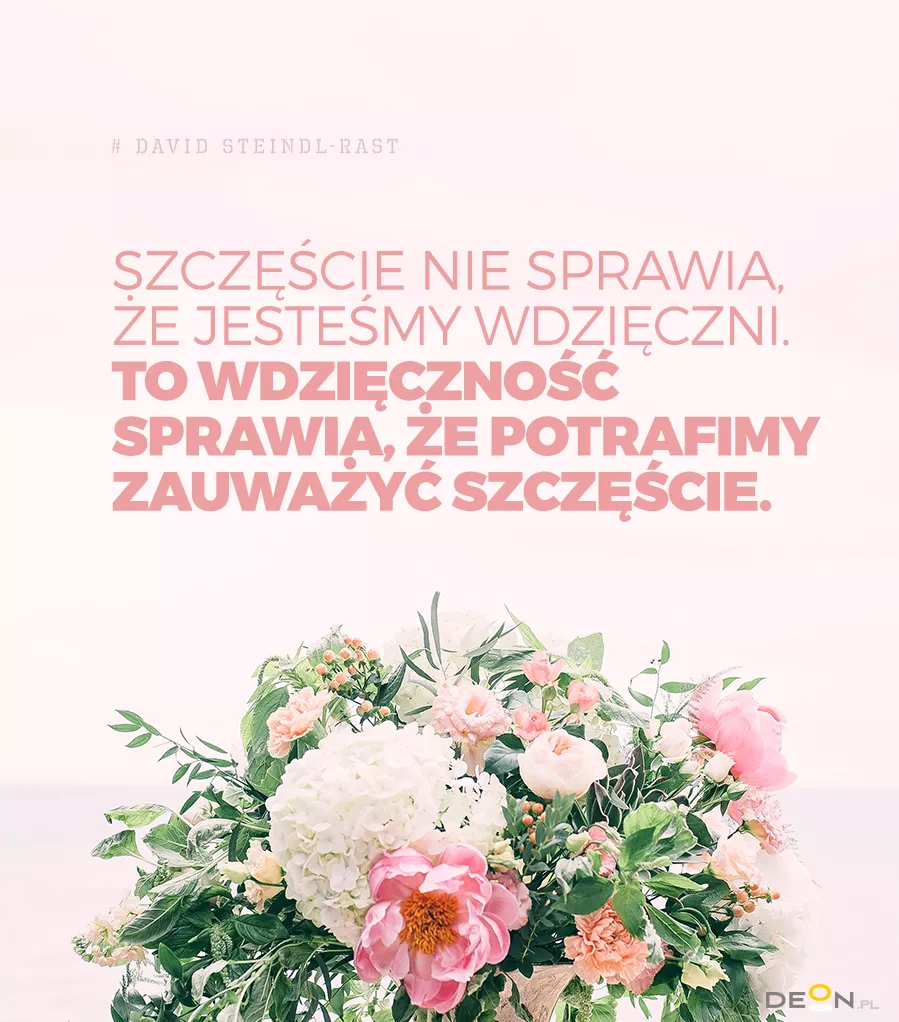 # DAVID STEINDL-RAST
SZCZĘŚCIE NIE SPRAWIA,
ŻE JESTEŚMY WDZIĘCZNI.
TO WDZIĘCZNOŚĆ
SPRAWIA, ŻE POTRAFIMY
ZAUWAŻYĆ SZCZĘŚCIE.
DEON.PL